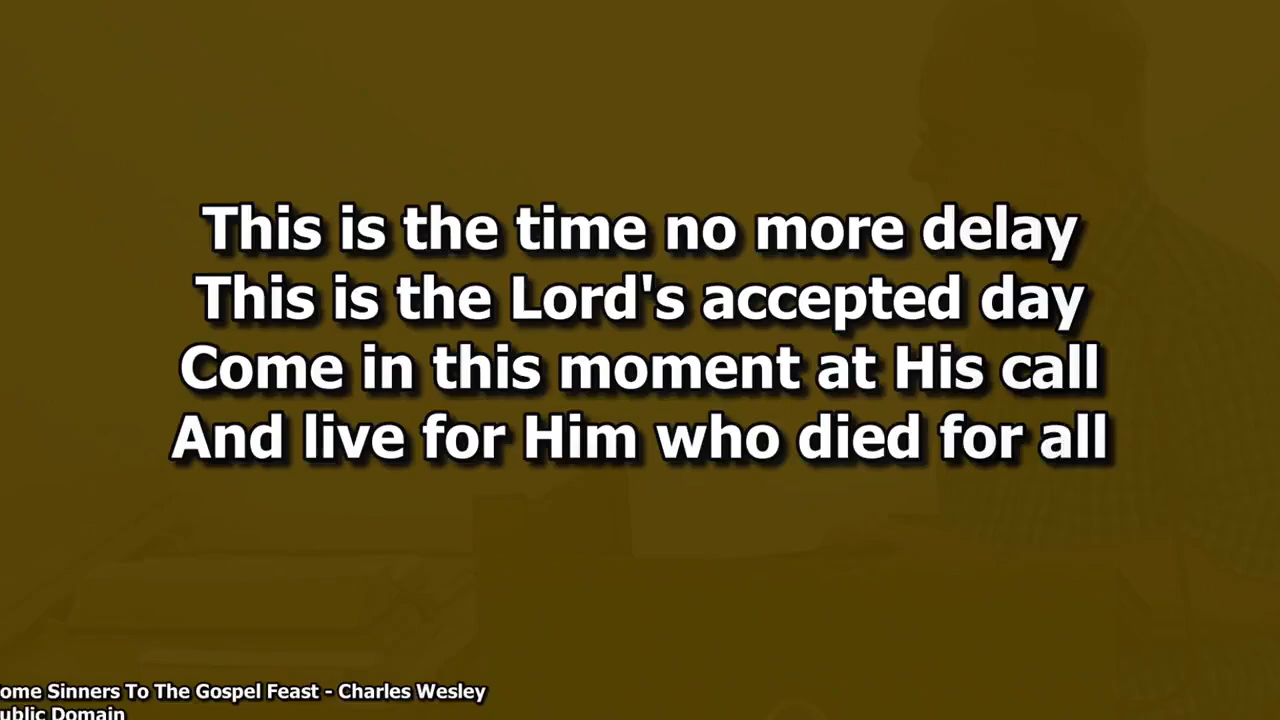 This is the time no more delay
This is the Lord's accepted day
Come in this moment at His call
And live for Him who died for all
ome Sinners To The Gospel Feast - Charles Wesley
ublic Domain